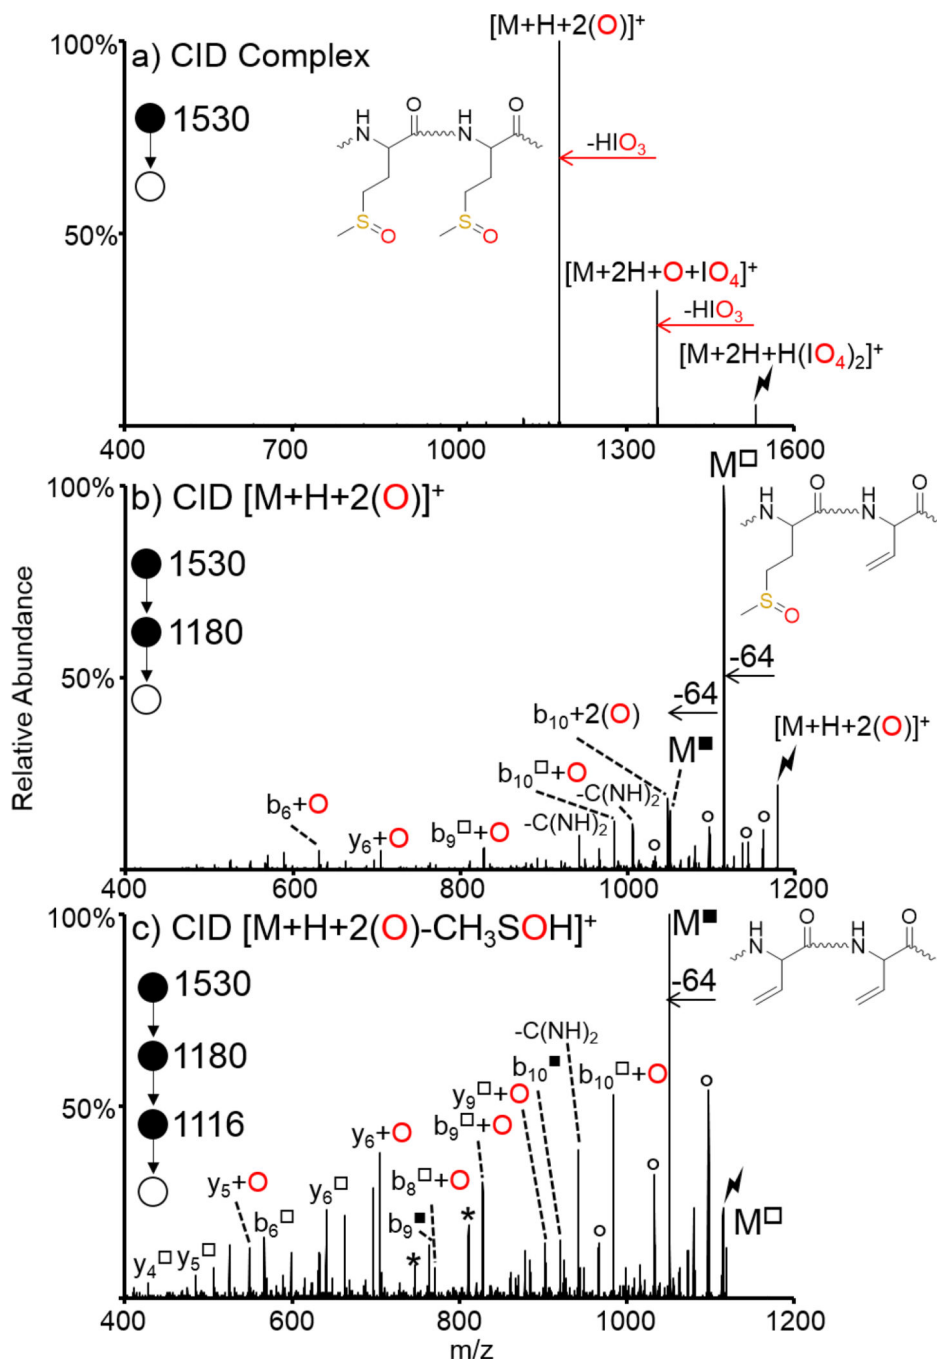 [M+H+2(O)]⁺
100%
a) CID Complex
1530
H
N
O
H
N
O
S
O
S
O
-HIO₃
50%
[M+2H+O+IO₄]⁺
-HIO₃
[M+2H+H(IO₄)₂]⁺
400
700
1000
1300
1600
M□
100%
b) CID [M+H+2(O)]⁺
1530
1180
H
N
O
H
N
O
S
O
50%
-64
-64
b₁₀+2(O)
[M+H+2(O)]⁺
M■
b₁₀□+O
-C(NH)₂
b₆+O
y₆+O
b₉□+O
-C(NH)₂
400
600
800
1000
1200
Relative Abundance
100%
c) CID [M+H+2(O)-CH₃SOH]⁺
M■
H
N
O
H
N
O
1530
1180
1116
-64
-C(NH)₂
b₁₀■
b₁₀□+O
y₉□+O
50%
b₉□+O
y₆+O
b₈□+O
y₅+O
y₆□
b₆□
b₉■
*
*
M□
y₄□
y₅□
400
600
800
1000
1200
m/z